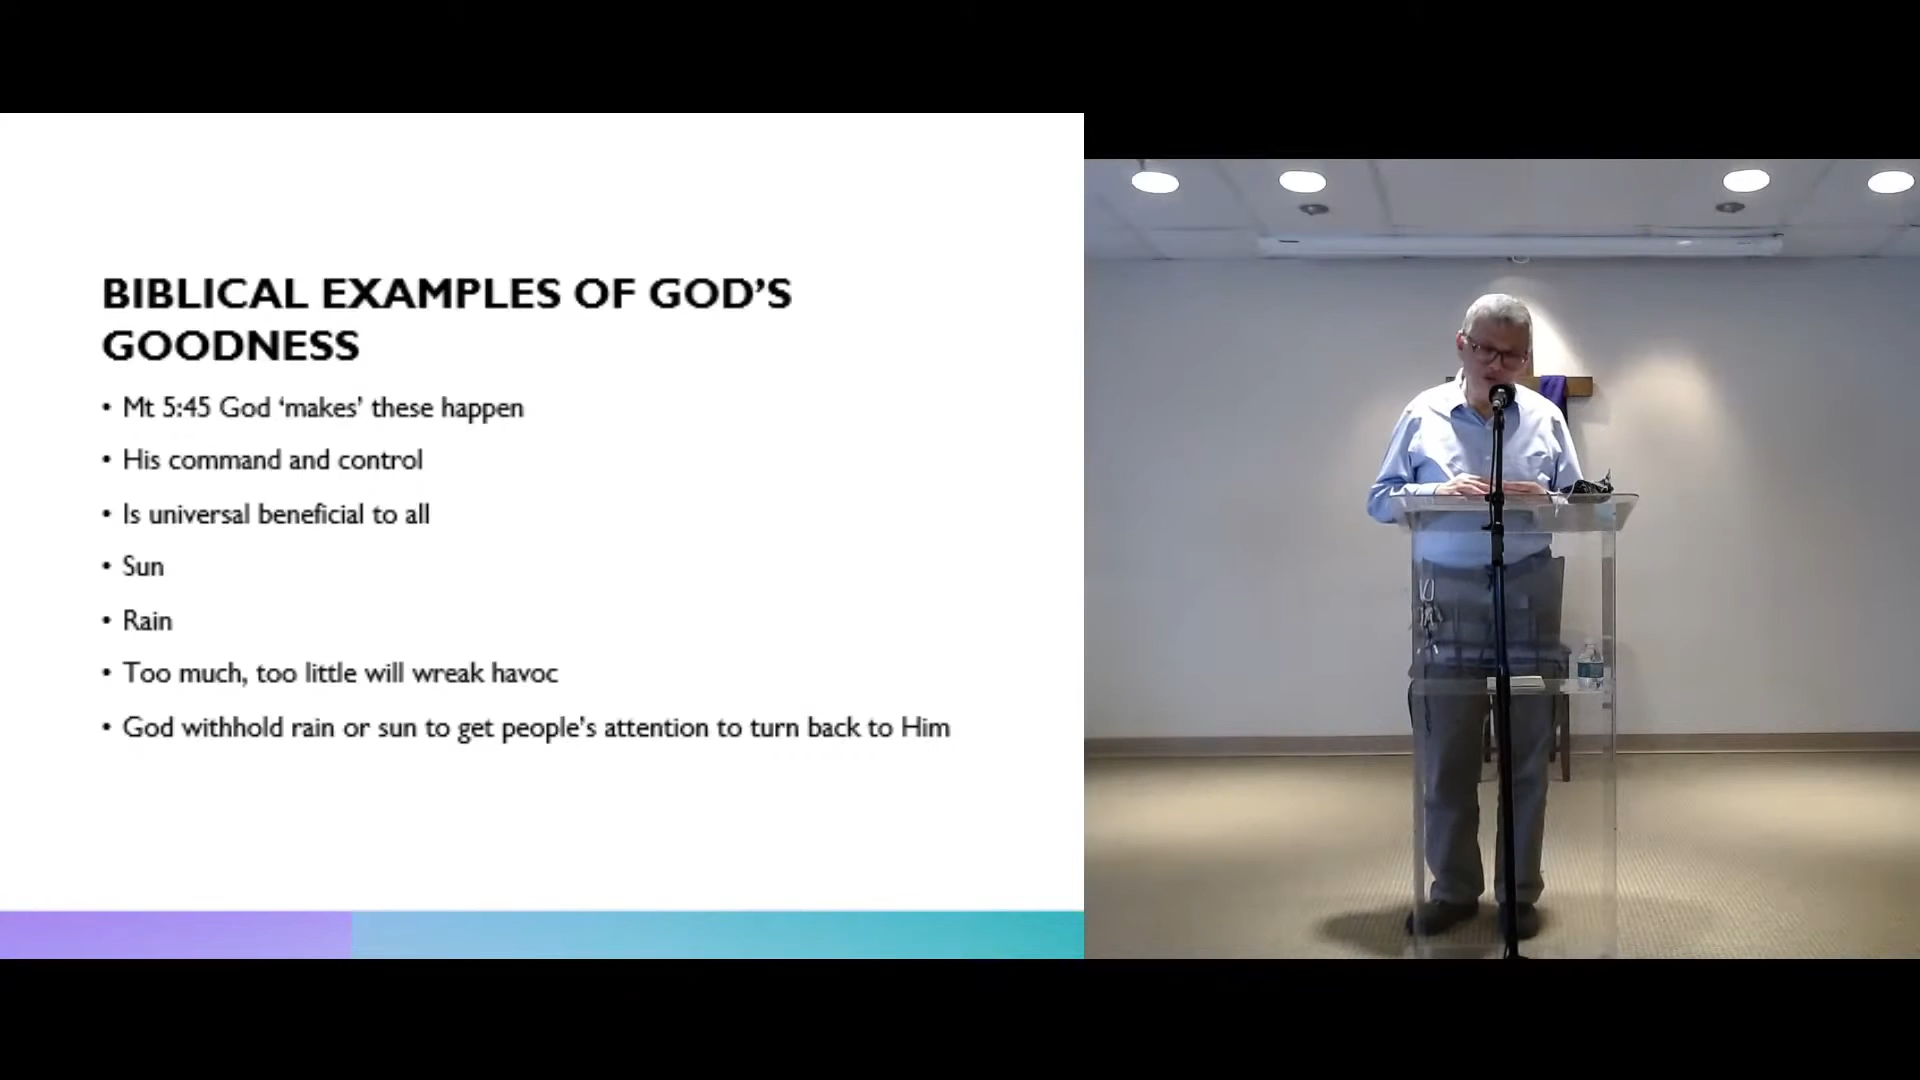 BIBLICAL EXAMPLES OF GOD’S
GOODNESS
• Mt 5:45 God ‘makes’ these happen
• His command and control
• Is universal beneficial to all
• Sun
• Rain
• Too much, too little will wreak havoc
• God withhold rain or sun to get people’s attention to turn back to Him